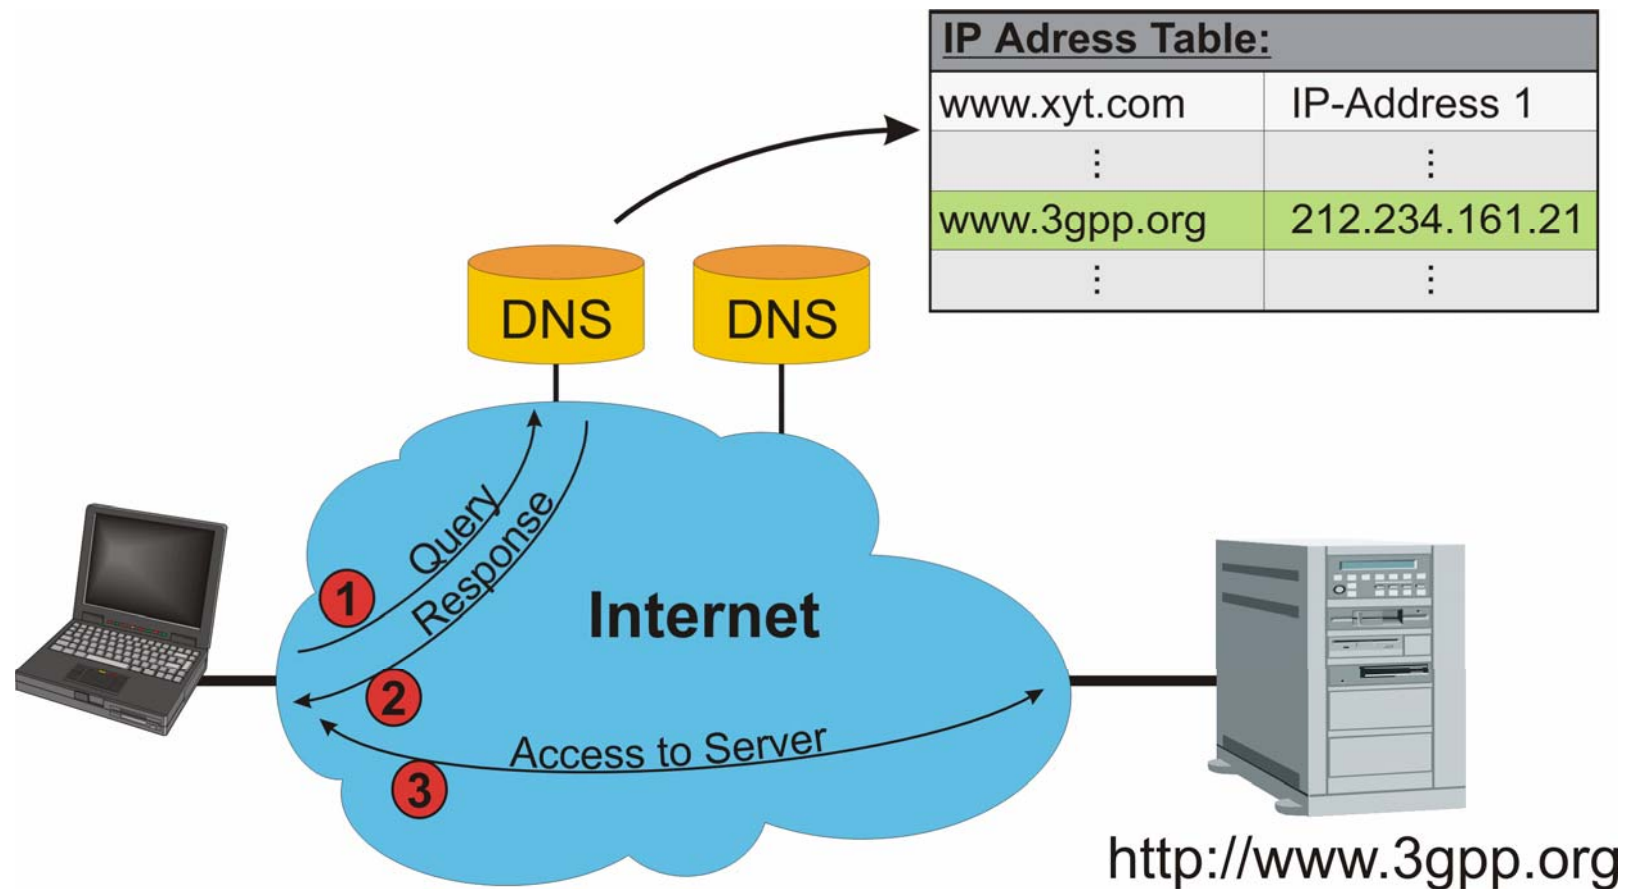 IP Adress Table:
www.xyt.com IP-Address 1
⋮ ⋮
www.3gpp.org 212.234.161.21
⋮ ⋮
DNS DNS
Query
Response
1
Internet
2
Access to Server
3
http://www.3gpp.org